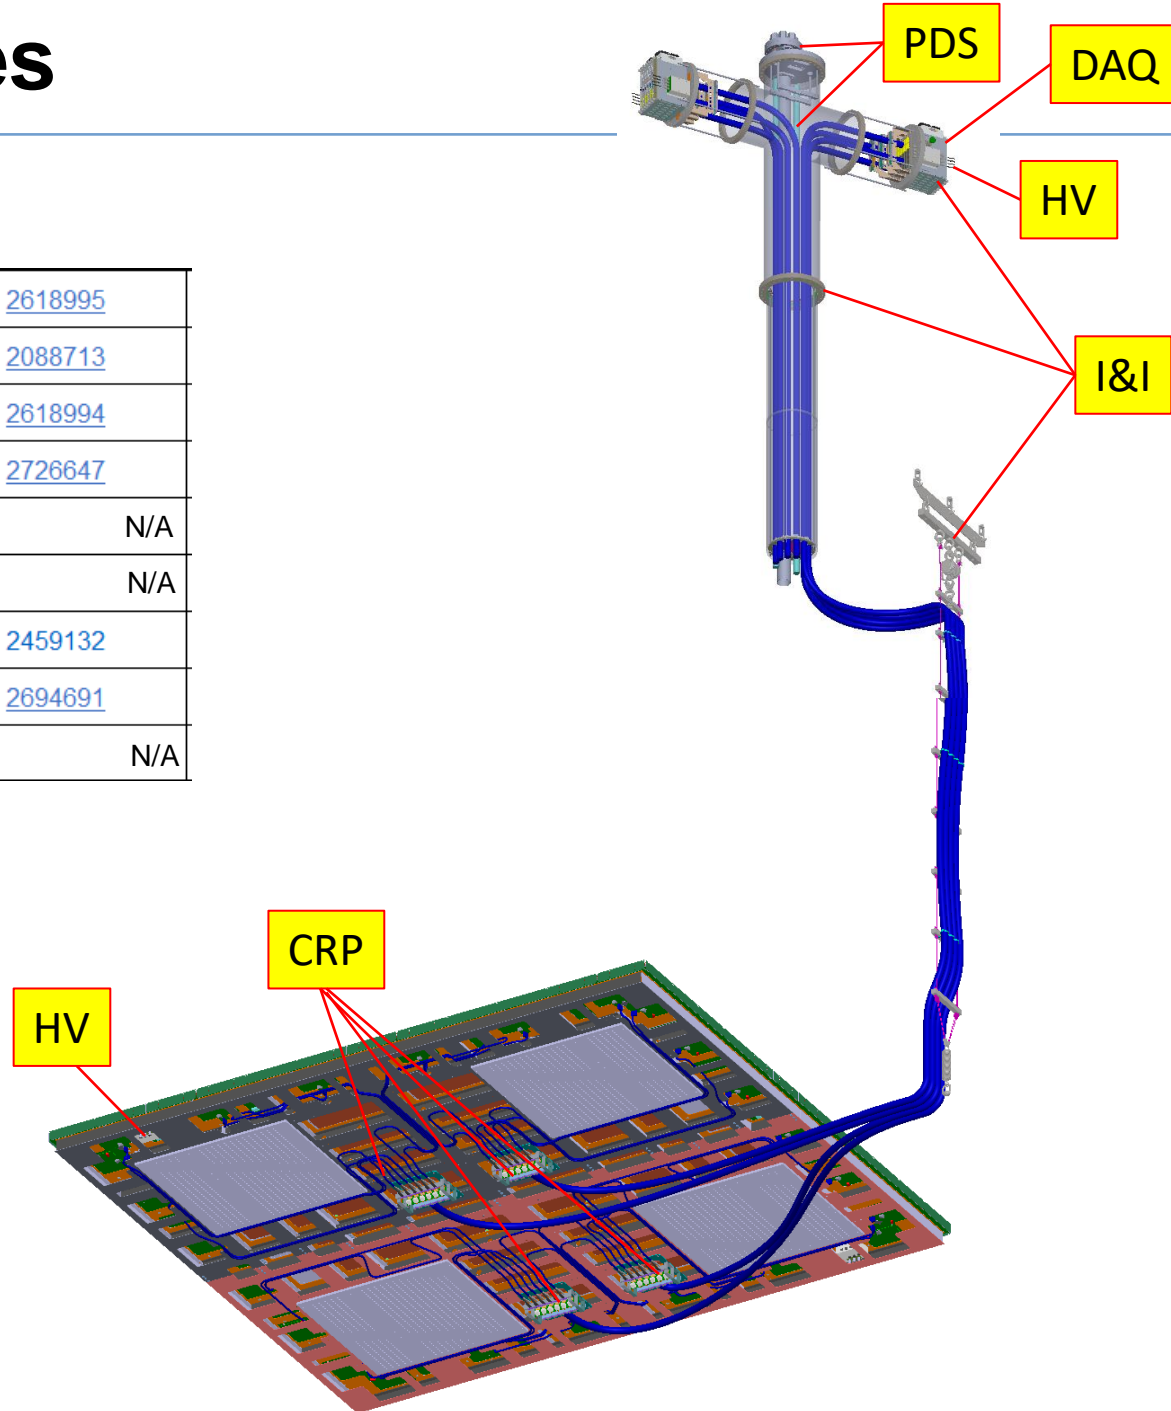 es
PDS
DAQ
HV
2618995
2088713
2618994
2726647
N/A
N/A
2459132
2694691
N/A
I&I
CRP
HV